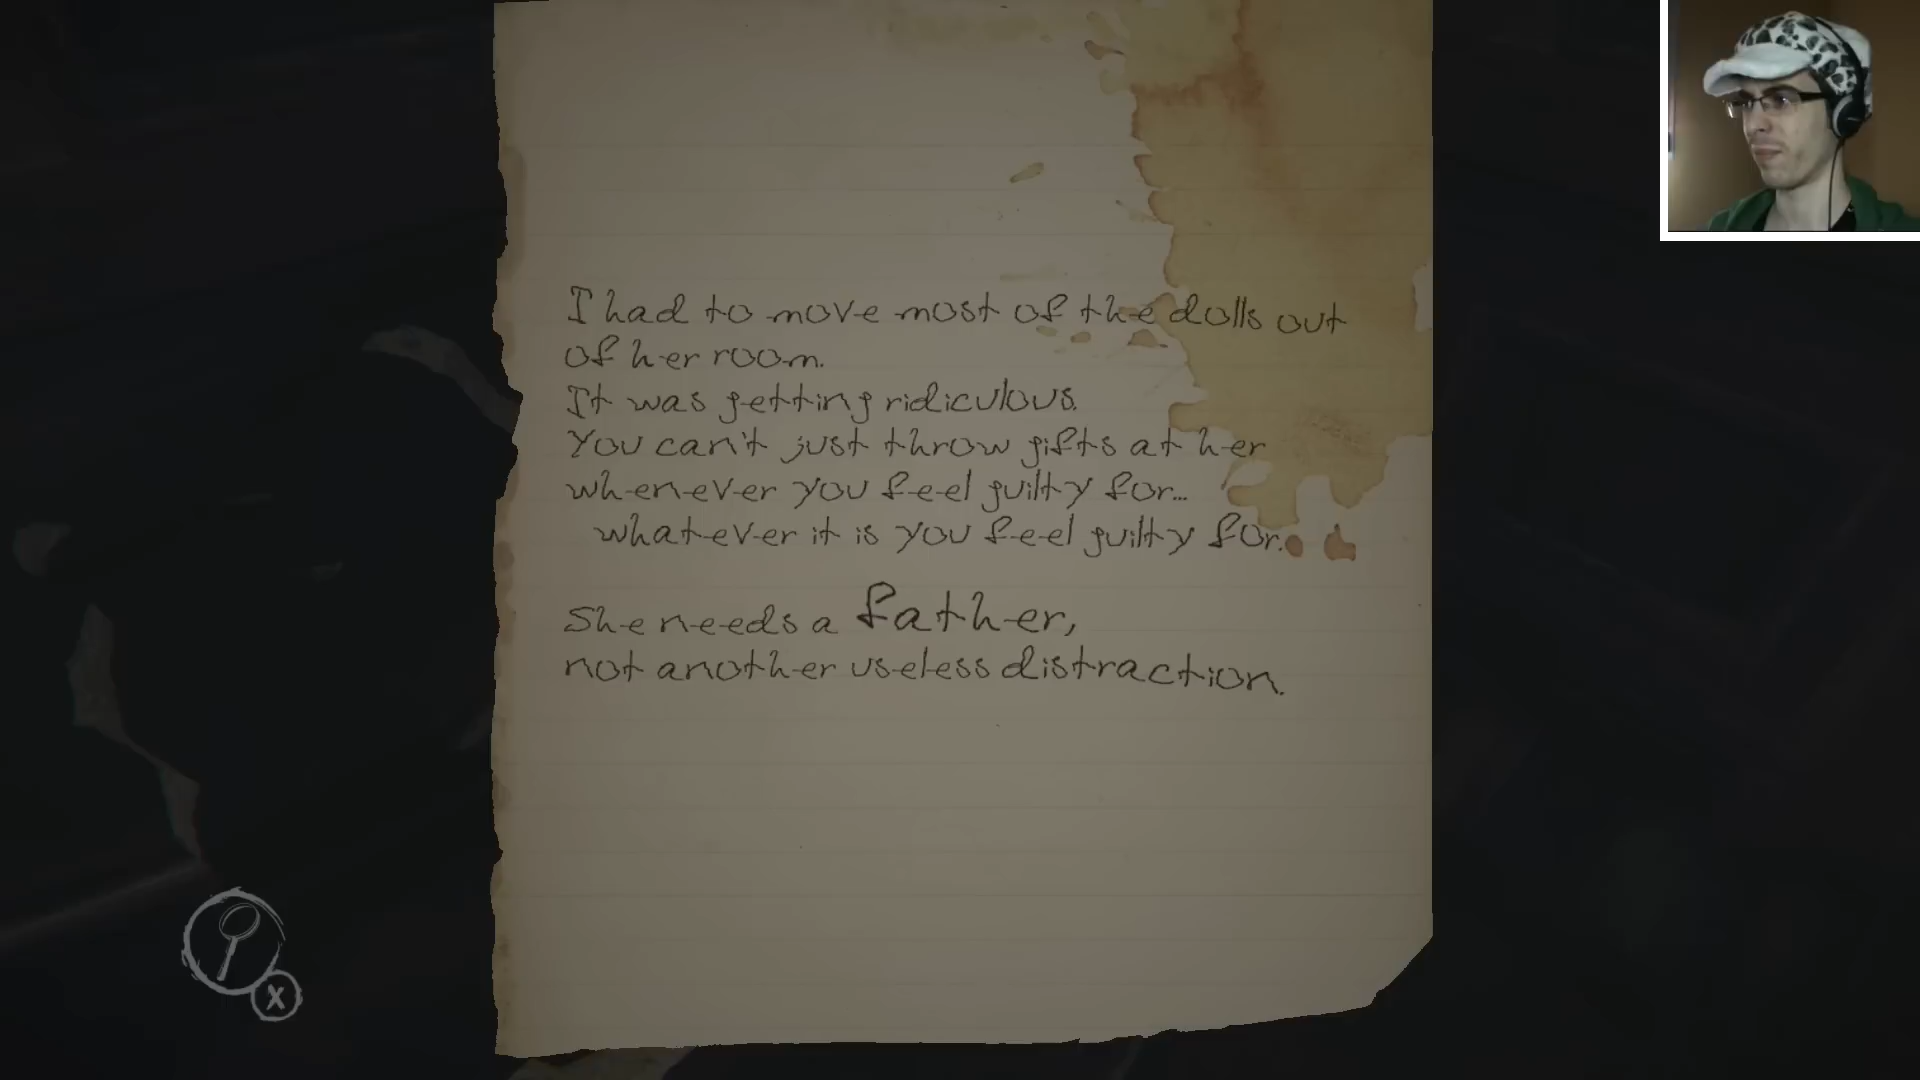 I had to move most of the dolls out
of her room.
It was getting ridiculous.
You can't just throw gifts at her
whenever you feel guilty for...
whatever it is you feel guilty for.
She needs a father,
not another useless distraction.
X